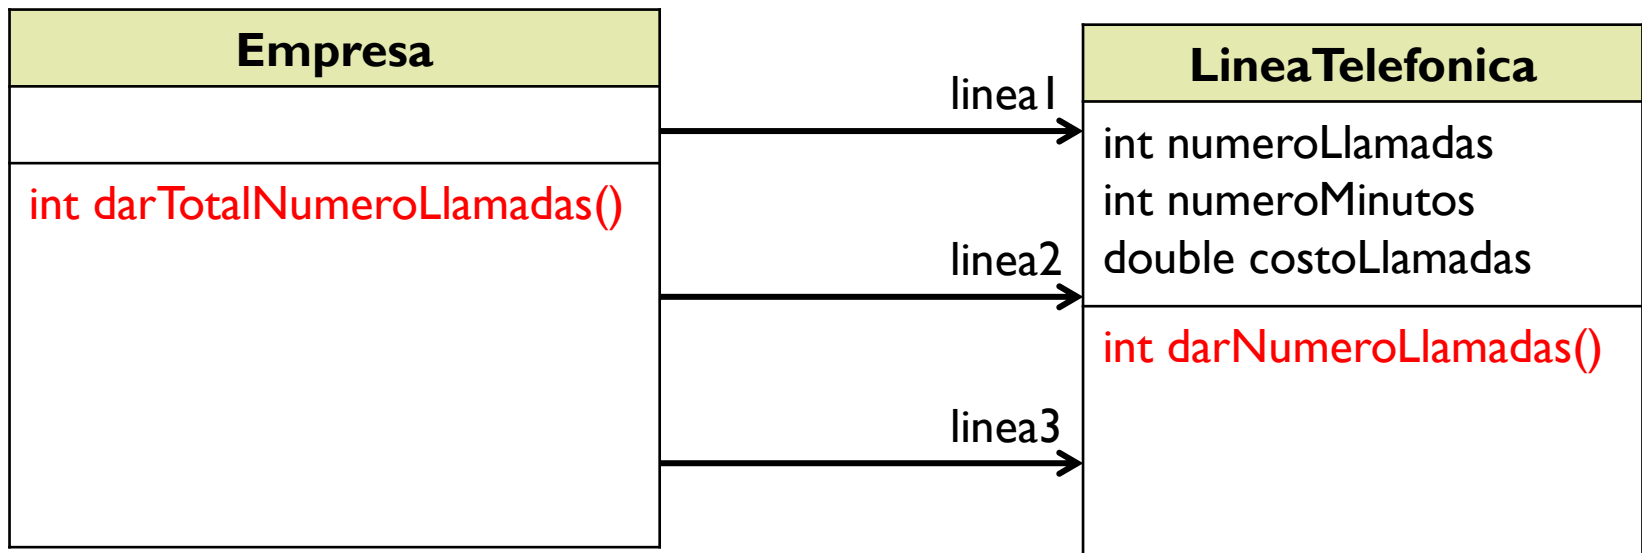 Empresa
int darTotalNumeroLlamadas()
linea1
linea2
linea3
LineaTelefonica
int numeroLlamadas
int numeroMinutos
double costoLlamadas
int darNumeroLlamadas()